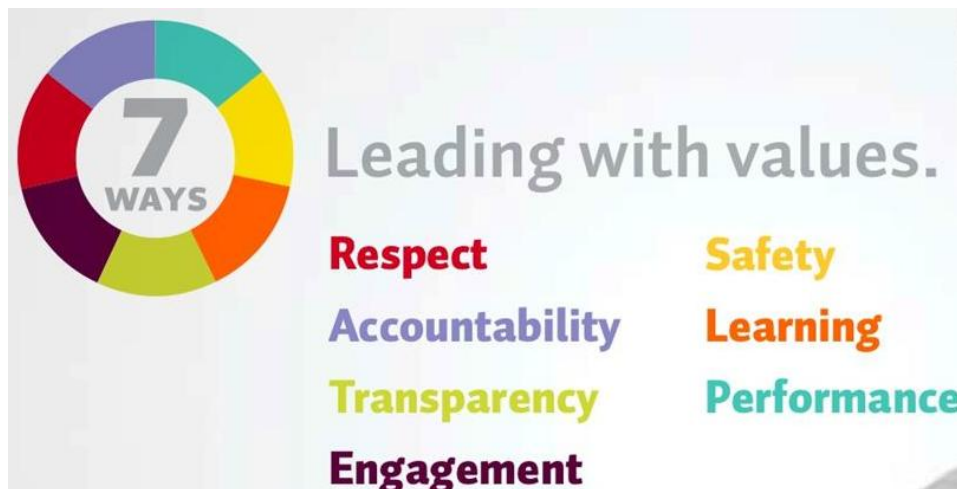 7
WAYS
Leading with values.
Respect
Accountability
Transparency
Engagement
Safety
Learning
Performance